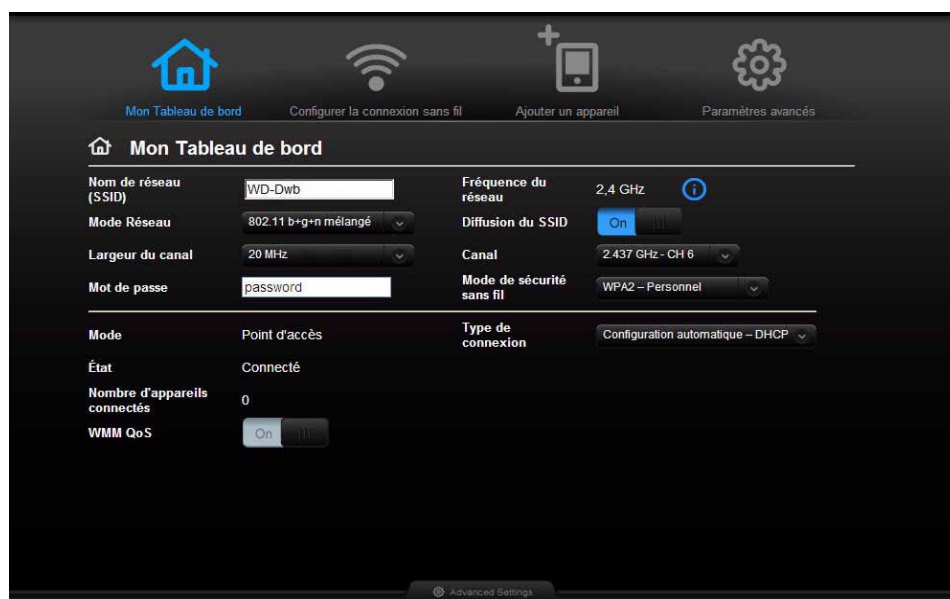 Mon Tableau de bord
Configurer la connexion sans fil
Ajouter un appareil
Paramètres avancés
Mon Tableau de bord
Nom de réseau
(SSID)
WD-Dwb
Fréquence du
réseau
2,4 GHz
Mode Réseau
802.11 b+g+n mélangé
Diffusion du SSID
On
Largeur du canal
20 MHz
Canal
2.437 GHz - CH 6
Mot de passe
password
Mode de sécurité
sans fil
WPA2 – Personnel
Mode
Point d'accès
Type de
connexion
Configuration automatique – DHCP
État
Connecté
Nombre d'appareils
connectés
0
WMM QoS
On
Advanced Settings